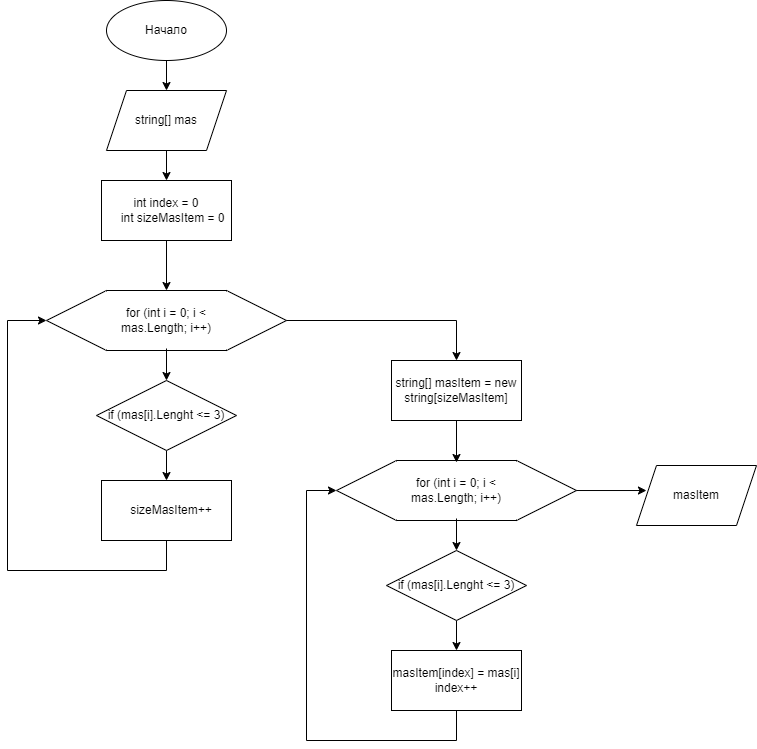 Начало
string[] mas
int index = 0
int sizeMasItem = 0
for (int i = 0; i <
mas.Length; i++)
if (mas[i].Lenght <= 3)
sizeMasItem++
string[] masItem = new
string[sizeMasItem]
for (int i = 0; i <
mas.Length; i++)
masItem
if (mas[i].Lenght <= 3)
masItem[index] = mas[i]
index++